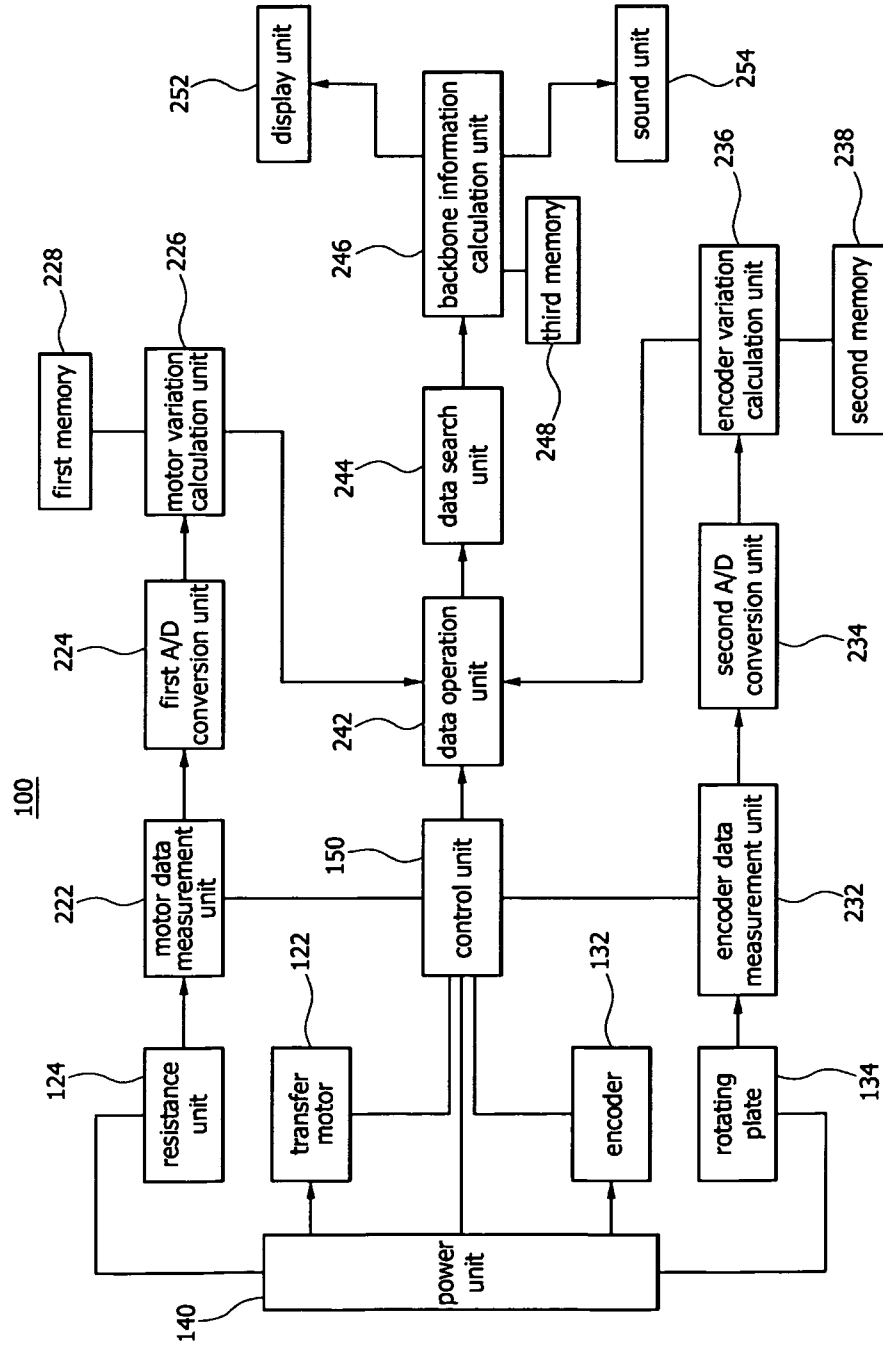 100
228
first memory
226
motor variation
calculation unit
224
first A/D
conversion unit
222
motor data
measurement
unit
124
resistance
unit
252
display unit
246
backbone information
calculation unit
third memory
248
sound unit
254
244
data search
unit
242
data operation
unit
150
control unit
122
transfer
motor
132
encoder
140
power
unit
134
rotating
plate
232
encoder data
measurement unit
234
second A/D
conversion unit
236
encoder variation
calculation unit
238
second memory